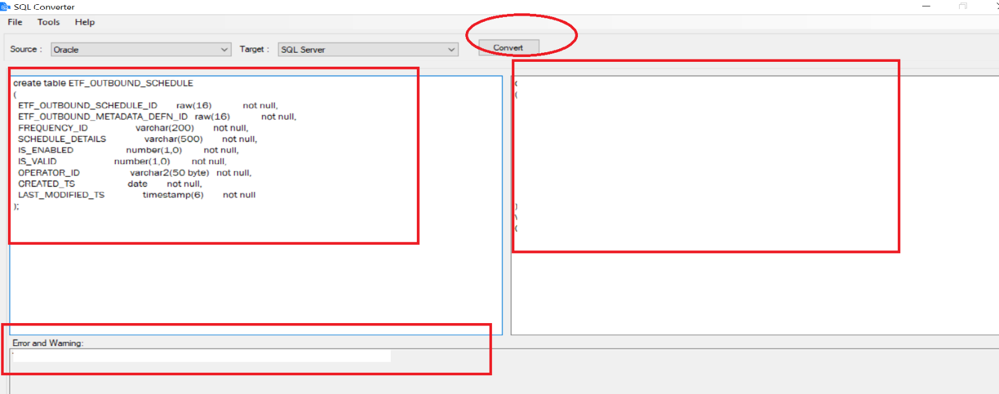 SQL Converter
File Tools Help
Source : Oracle Target : SQL Server Convert
create table ETF_OUTBOUND_SCHEDULE
(
ETF_OUTBOUND_SCHEDULE_ID raw(16) not null,
ETF_OUTBOUND_METADATA_DEFN_ID raw(16) not null,
FREQUENCY_ID varchar(200) not null,
SCHEDULE_DETAILS varchar(500) not null,
IS_ENABLED number(1,0) not null,
IS_VALID number(1,0) not null,
OPERATOR_ID varchar2(50 byte) not null,
CREATED_TS date not null,
LAST_MODIFIED_TS timestamp(6) not null
);
Error and Warning: